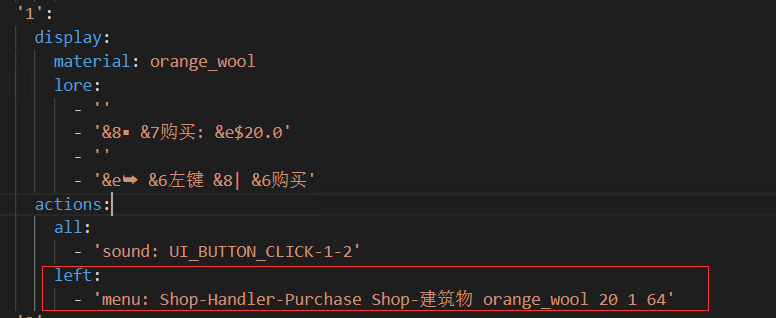 '1':
display:
material: orange_wool
lore:
- ''
- '&8▪ &7购买: &e$20.0'
- ''
- '&e➥ &6左键 &8| &6购买'
actions:
all:
- 'sound: UI_BUTTON_CLICK-1-2'
left:
- 'menu: Shop-Handler-Purchase Shop-建筑物 orange_wool 20 1 64'